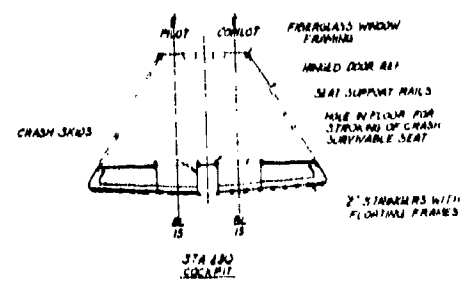 PILOT
COPILOT
FIBERGLASS WINDOW
FRAMING
HINGED DOOR REF
SEAT SUPPORT RAILS
HOLE IN FLOOR FOR
STROKING OF CRASH
SURVIVABLE SEAT
CRASH SKIDS
2" STRINGERS WITH
FLOATING FRAMES
BL
15
BL
15
STA
COCKPIT